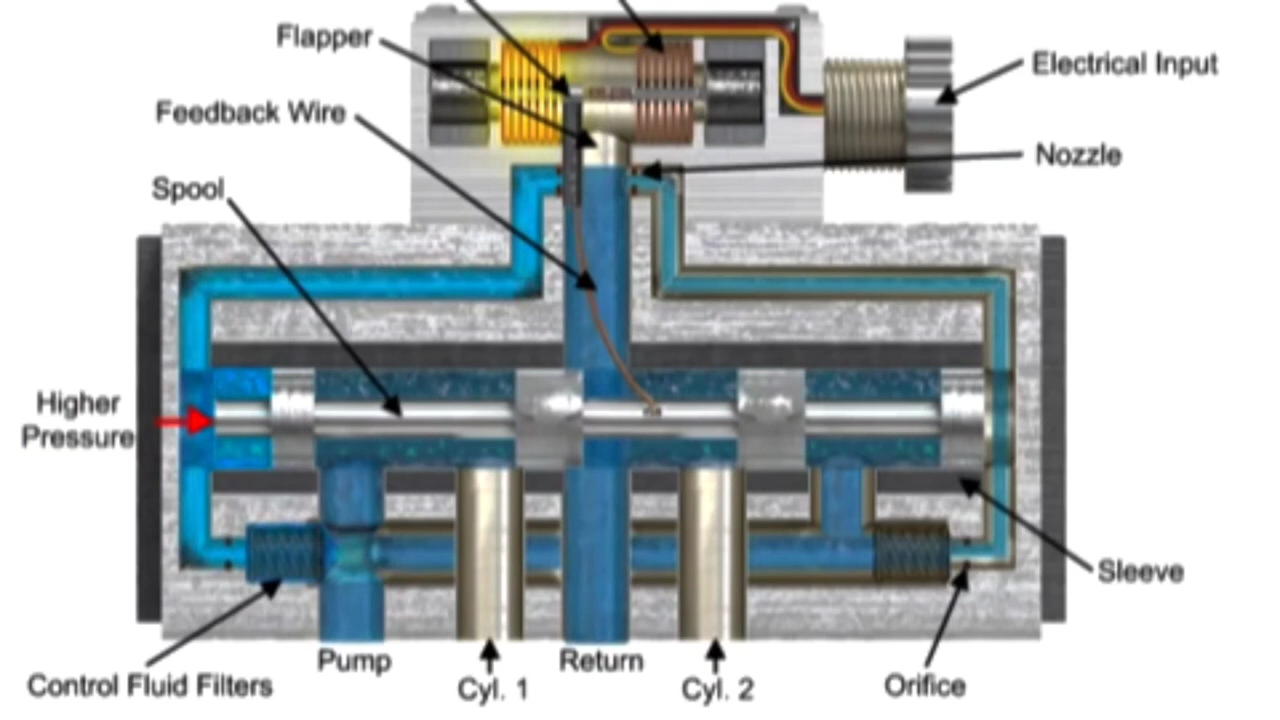 Flapper
Electrical Input
Feedback Wire
Nozzle
Spool
Higher
Pressure
Sleeve
Control Fluid Filters
Pump
Cyl. 1
Return
Cyl. 2
Orifice